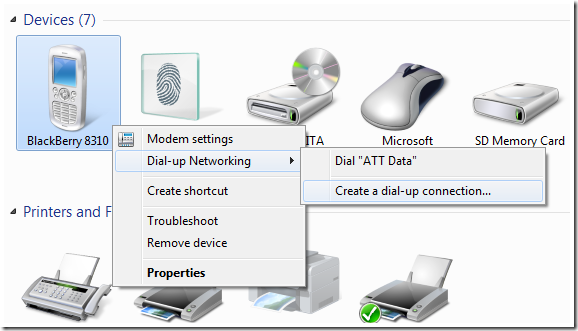 Devices (7)
BlackBerry 8310
ITA
Microsoft
SD Memory Card
Modem settings
Dial-up Networking
Create shortcut
Troubleshoot
Remove device
Properties
Dial "ATT Data"
Create a dial-up connection...
Printers and F